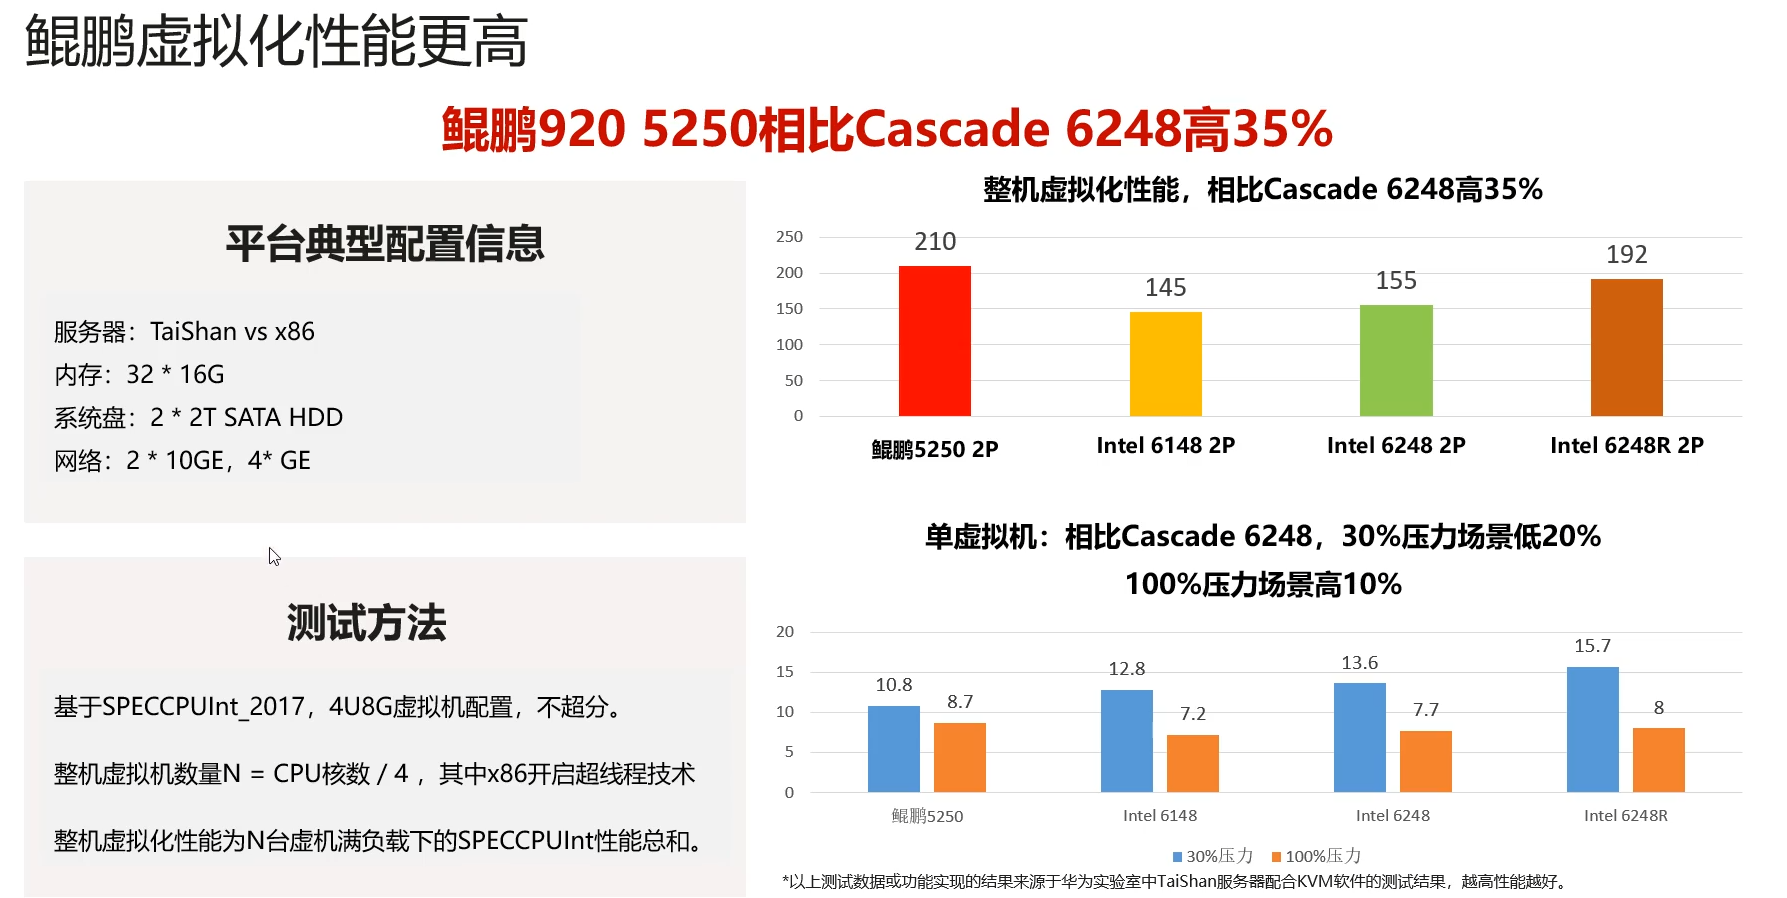 鲲鹏虚拟化性能更高
鲲鹏920 5250相比Cascade 6248高35%
平台典型配置信息
服务器：TaiShan vs x86
内存：32 * 16G
系统盘：2 * 2T SATA HDD
网络：2 * 10GE，4* GE
测试方法
基于SPECCPUInt_2017，4U8G虚拟机配置，不超分。
整机虚拟机数量N = CPU核数 / 4 ，其中x86开启超线程技术
整机虚拟化性能为N台虚机满负载下的SPECCPUInt性能总和。
整机虚拟化性能，相比Cascade 6248高35%
250
200
150
100
50
0
210
145
155
192
鲲鹏5250 2P
Intel 6148 2P
Intel 6248 2P
Intel 6248R 2P
单虚拟机：相比Cascade 6248，30%压力场景低20%
100%压力场景高10%
20
15
10
5
0
10.8
8.7
12.8
7.2
13.6
7.7
15.7
8
鲲鹏5250
Intel 6148
Intel 6248
Intel 6248R
30%压力
100%压力
*以上测试数据或功能实现的结果来源于华为实验室中TaiShan服务器配合KVM软件的测试结果，越高性能越好。